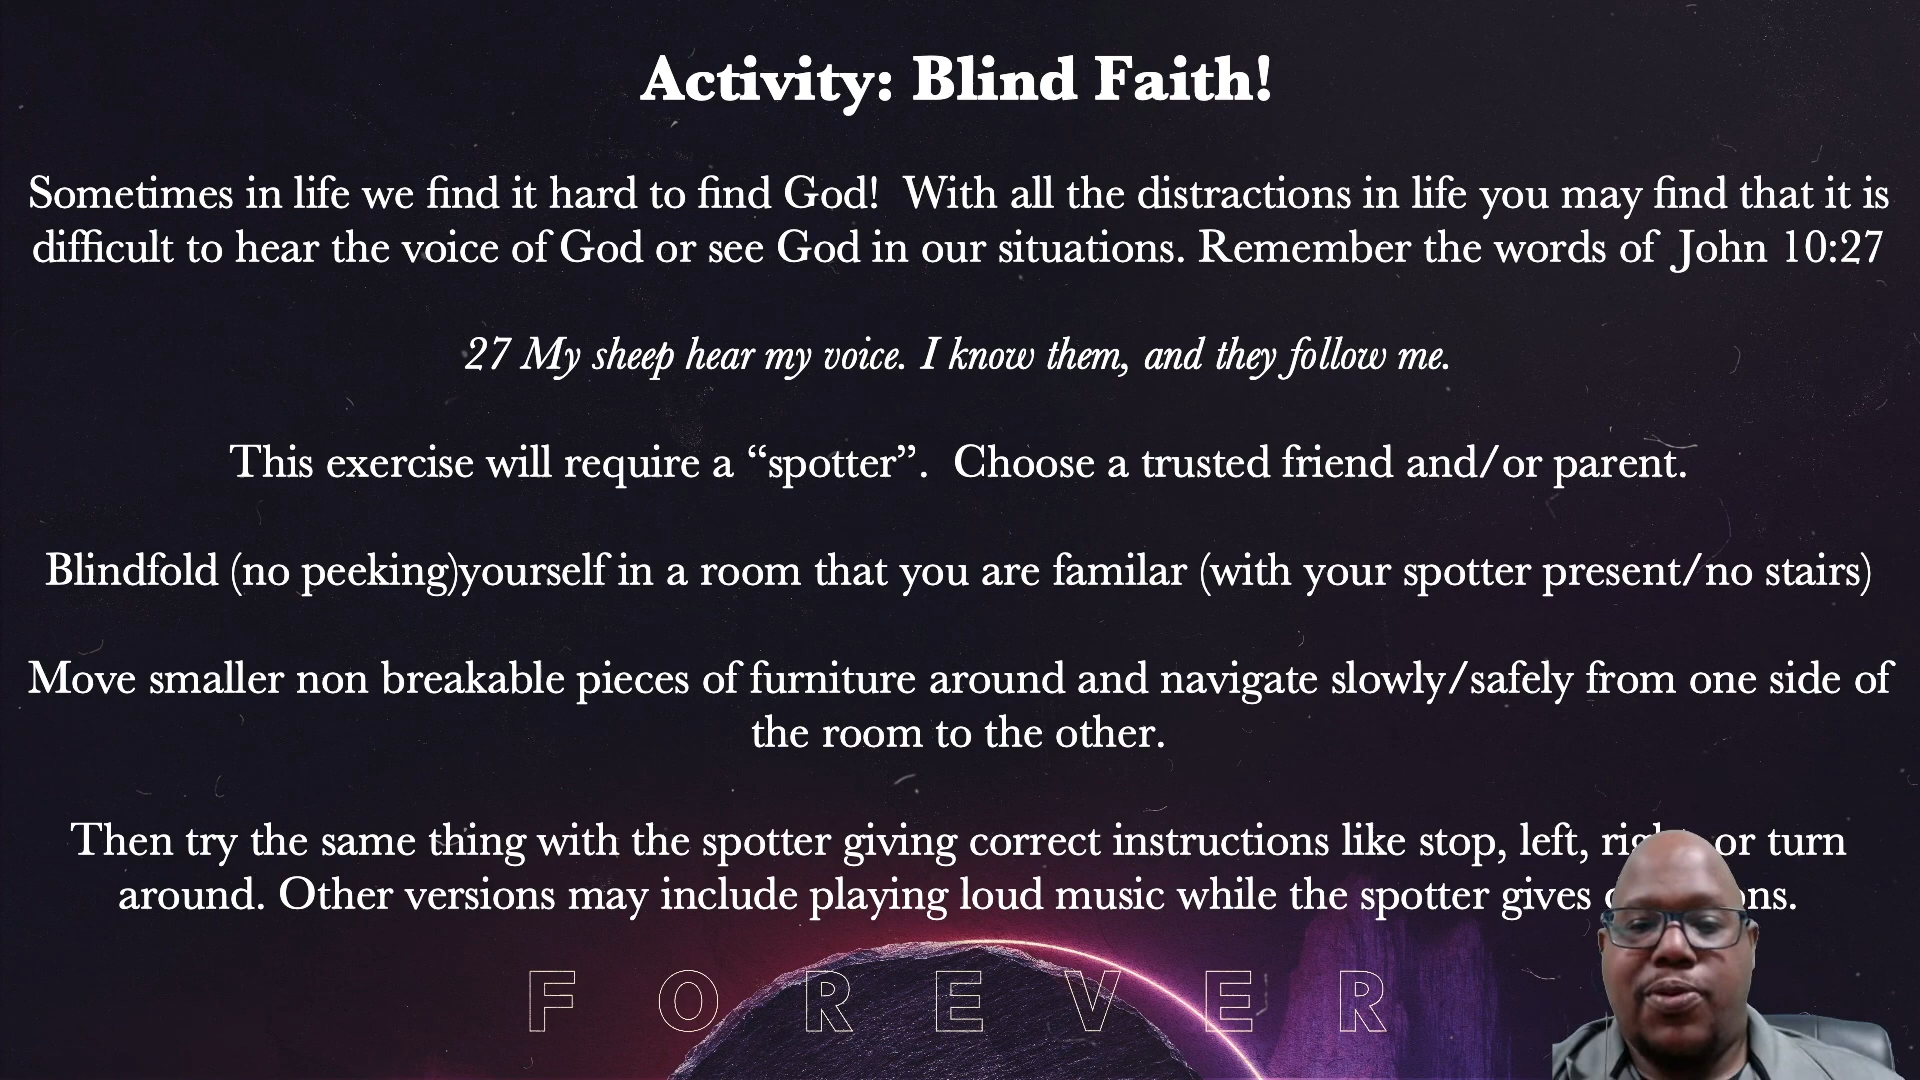 Activity: Blind Faith!
Sometimes in life we find it hard to find God!  With all the distractions in life you may find that it is
difficult to hear the voice of God or see God in our situations. Remember the words of John 10:27
27 My sheep hear my voice. I know them, and they follow me.
This exercise will require a “spotter”.  Choose a trusted friend and/or parent.
Blindfold (no peeking)yourself in a room that you are familar (with your spotter present/no stairs)
Move smaller non breakable pieces of furniture around and navigate slowly/safely from one side of
the room to the other.
Then try the same thing with the spotter giving correct instructions like stop, left, or turn
around. Other versions may include playing loud music while the spotter gives
FOREVER